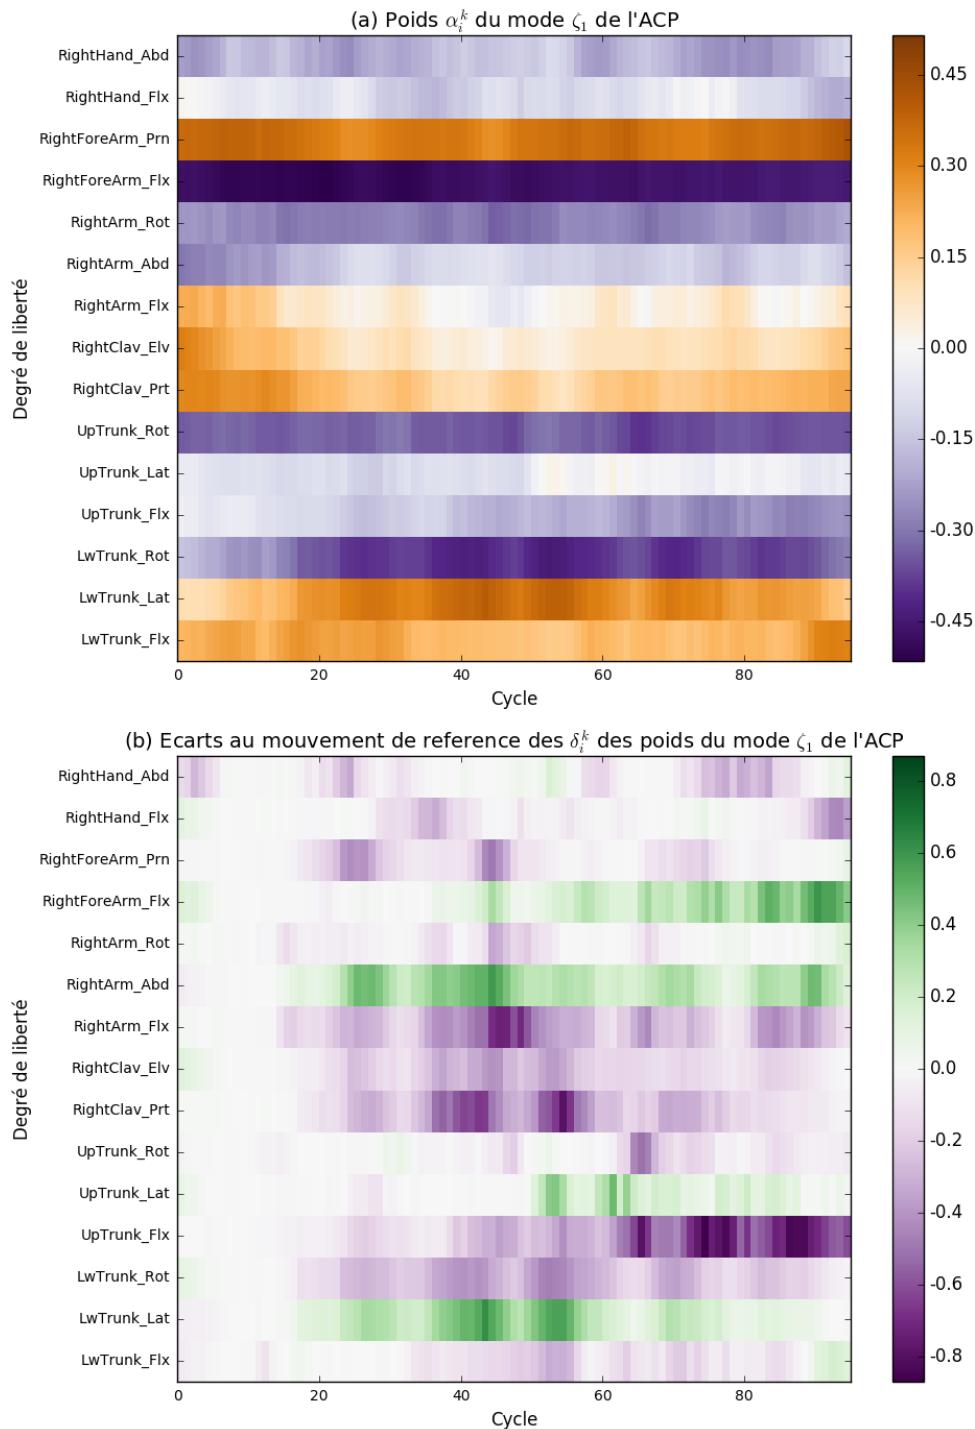 (a) Poids α_i^k du mode ζ_1 de l'ACP
RightHand_Abd
RightHand_Flx
RightForeArm_Prn
RightForeArm_Flx
RightArm_Rot
RightArm_Abd
RightArm_Flx
RightClav_Elv
RightClav_Prt
UpTrunk_Rot
UpTrunk_Lat
UpTrunk_Flx
LwTrunk_Rot
LwTrunk_Lat
LwTrunk_Flx
Degré de liberté
0 20 40 60 80
Cycle
0.45
0.30
0.15
0.00
-0.15
-0.30
-0.45
(b) Ecarts au mouvement de reference des δ_i^k des poids du mode ζ_1 de l'ACP
RightHand_Abd
RightHand_Flx
RightForeArm_Prn
RightForeArm_Flx
RightArm_Rot
RightArm_Abd
RightArm_Flx
RightClav_Elv
RightClav_Prt
UpTrunk_Rot
UpTrunk_Lat
UpTrunk_Flx
LwTrunk_Rot
LwTrunk_Lat
LwTrunk_Flx
Degré de liberté
0 20 40 60 80
Cycle
0.8
0.6
0.4
0.2
0.0
-0.2
-0.4
-0.6
-0.8